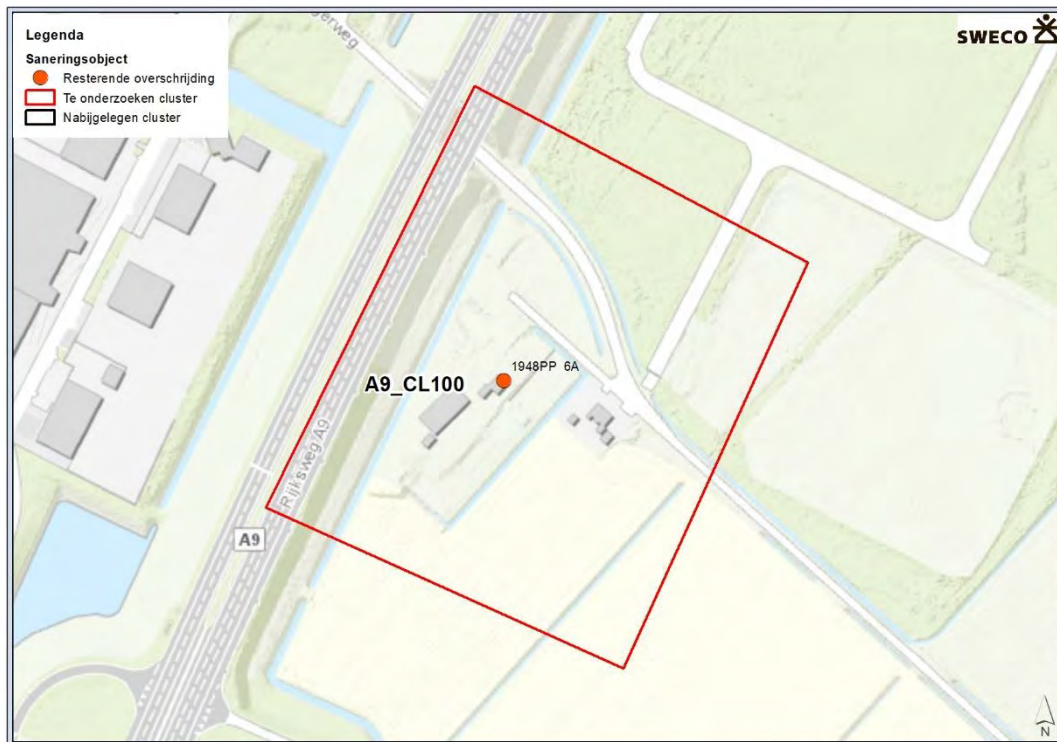 Legenda
Saneringsobject
Resterende overschrijding
Te onderzoeken cluster
Nabijgelegen cluster
SWECO
1948PP 6A
A9_CL100
Rijksweg A9
A9
N